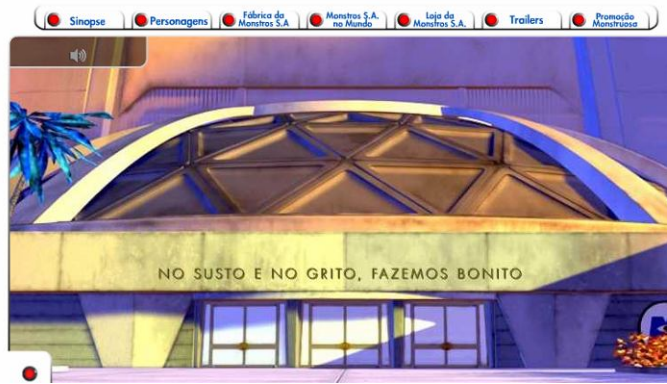 Sinopse
Personagens
Fábrica da
Monstros S.A
Monstros S.A.
no Mundo
Loja da
Monstros S.A.
Trailers
Promoção
Monstruosa
NO SUSTO E NO GRITO, FAZEMOS BONITO